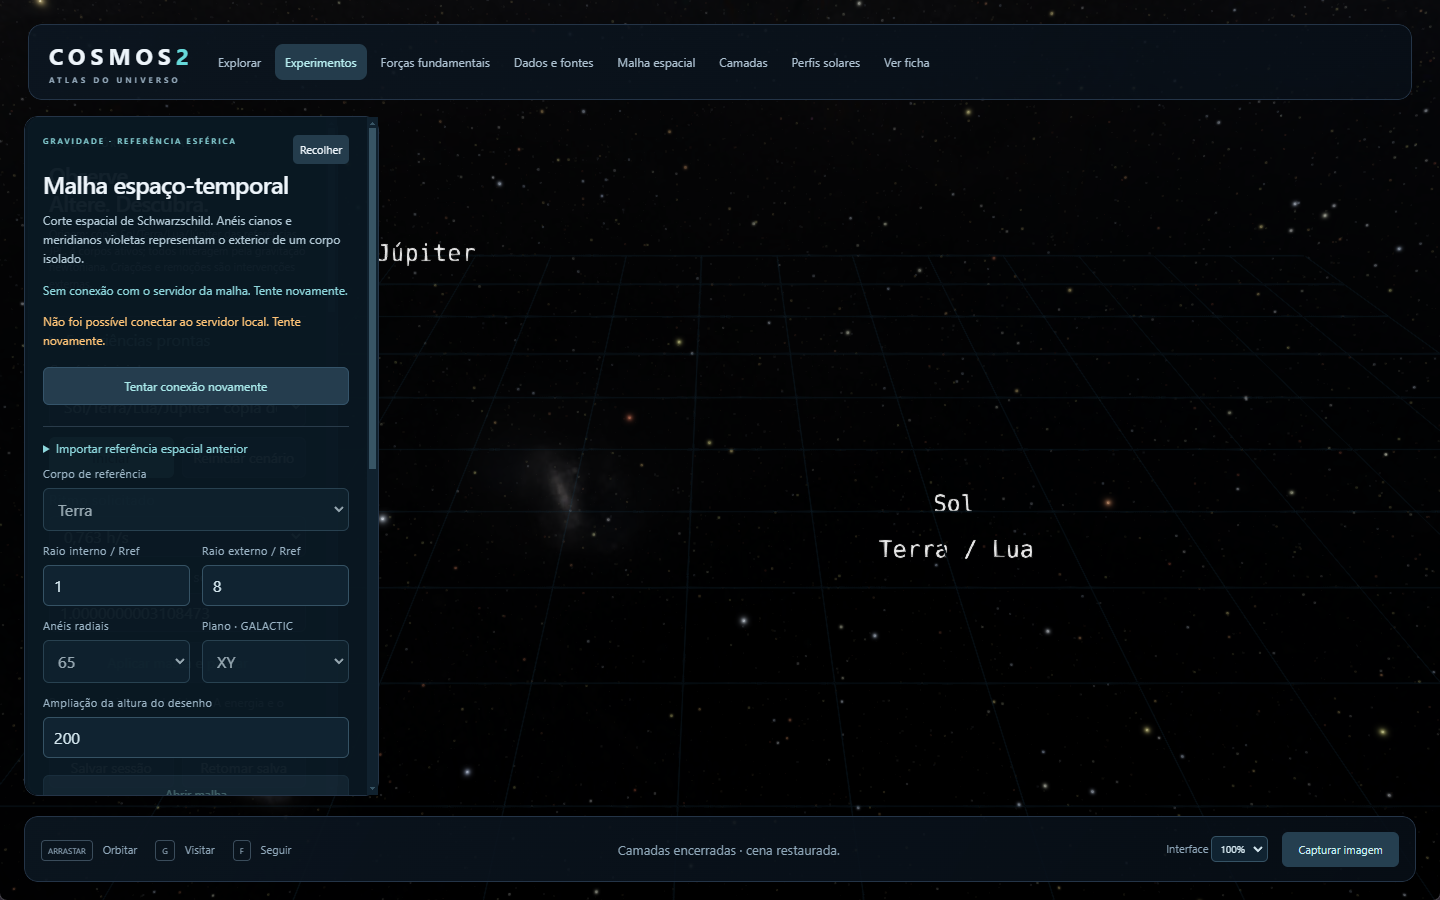 COSMOS2
ATLAS DO UNIVERSO
Explorar
Experimentos
Forças fundamentais
Dados e fontes
Malha espacial
Camadas
Perfis solares
Ver ficha
GRAVIDADE · REFERÊNCIA ESFÉRICA
Recolher
Malha espaço-temporal
Corte espacial de Schwarzschild. Anéis cianos e
meridianos violetas representam o exterior de um corpo
isolado.
Sem conexão com o servidor da malha. Tente novamente.
Não foi possível conectar ao servidor local. Tente
novamente.
Tentar conexão novamente
Importar referência espacial anterior
Corpo de referência
Terra
Raio interno / Rref
Raio externo / Rref
1
8
Anéis radiais
Plano · GALACTIC
65
XY
Ampliação da altura do desenho
200
Abrir malha
Júpiter
Sol
Terra / Lua
ARRASTAR
Orbitar
G
Visitar
F
Seguir
Camadas encerradas · cena restaurada.
Interface
100%
Capturar imagem